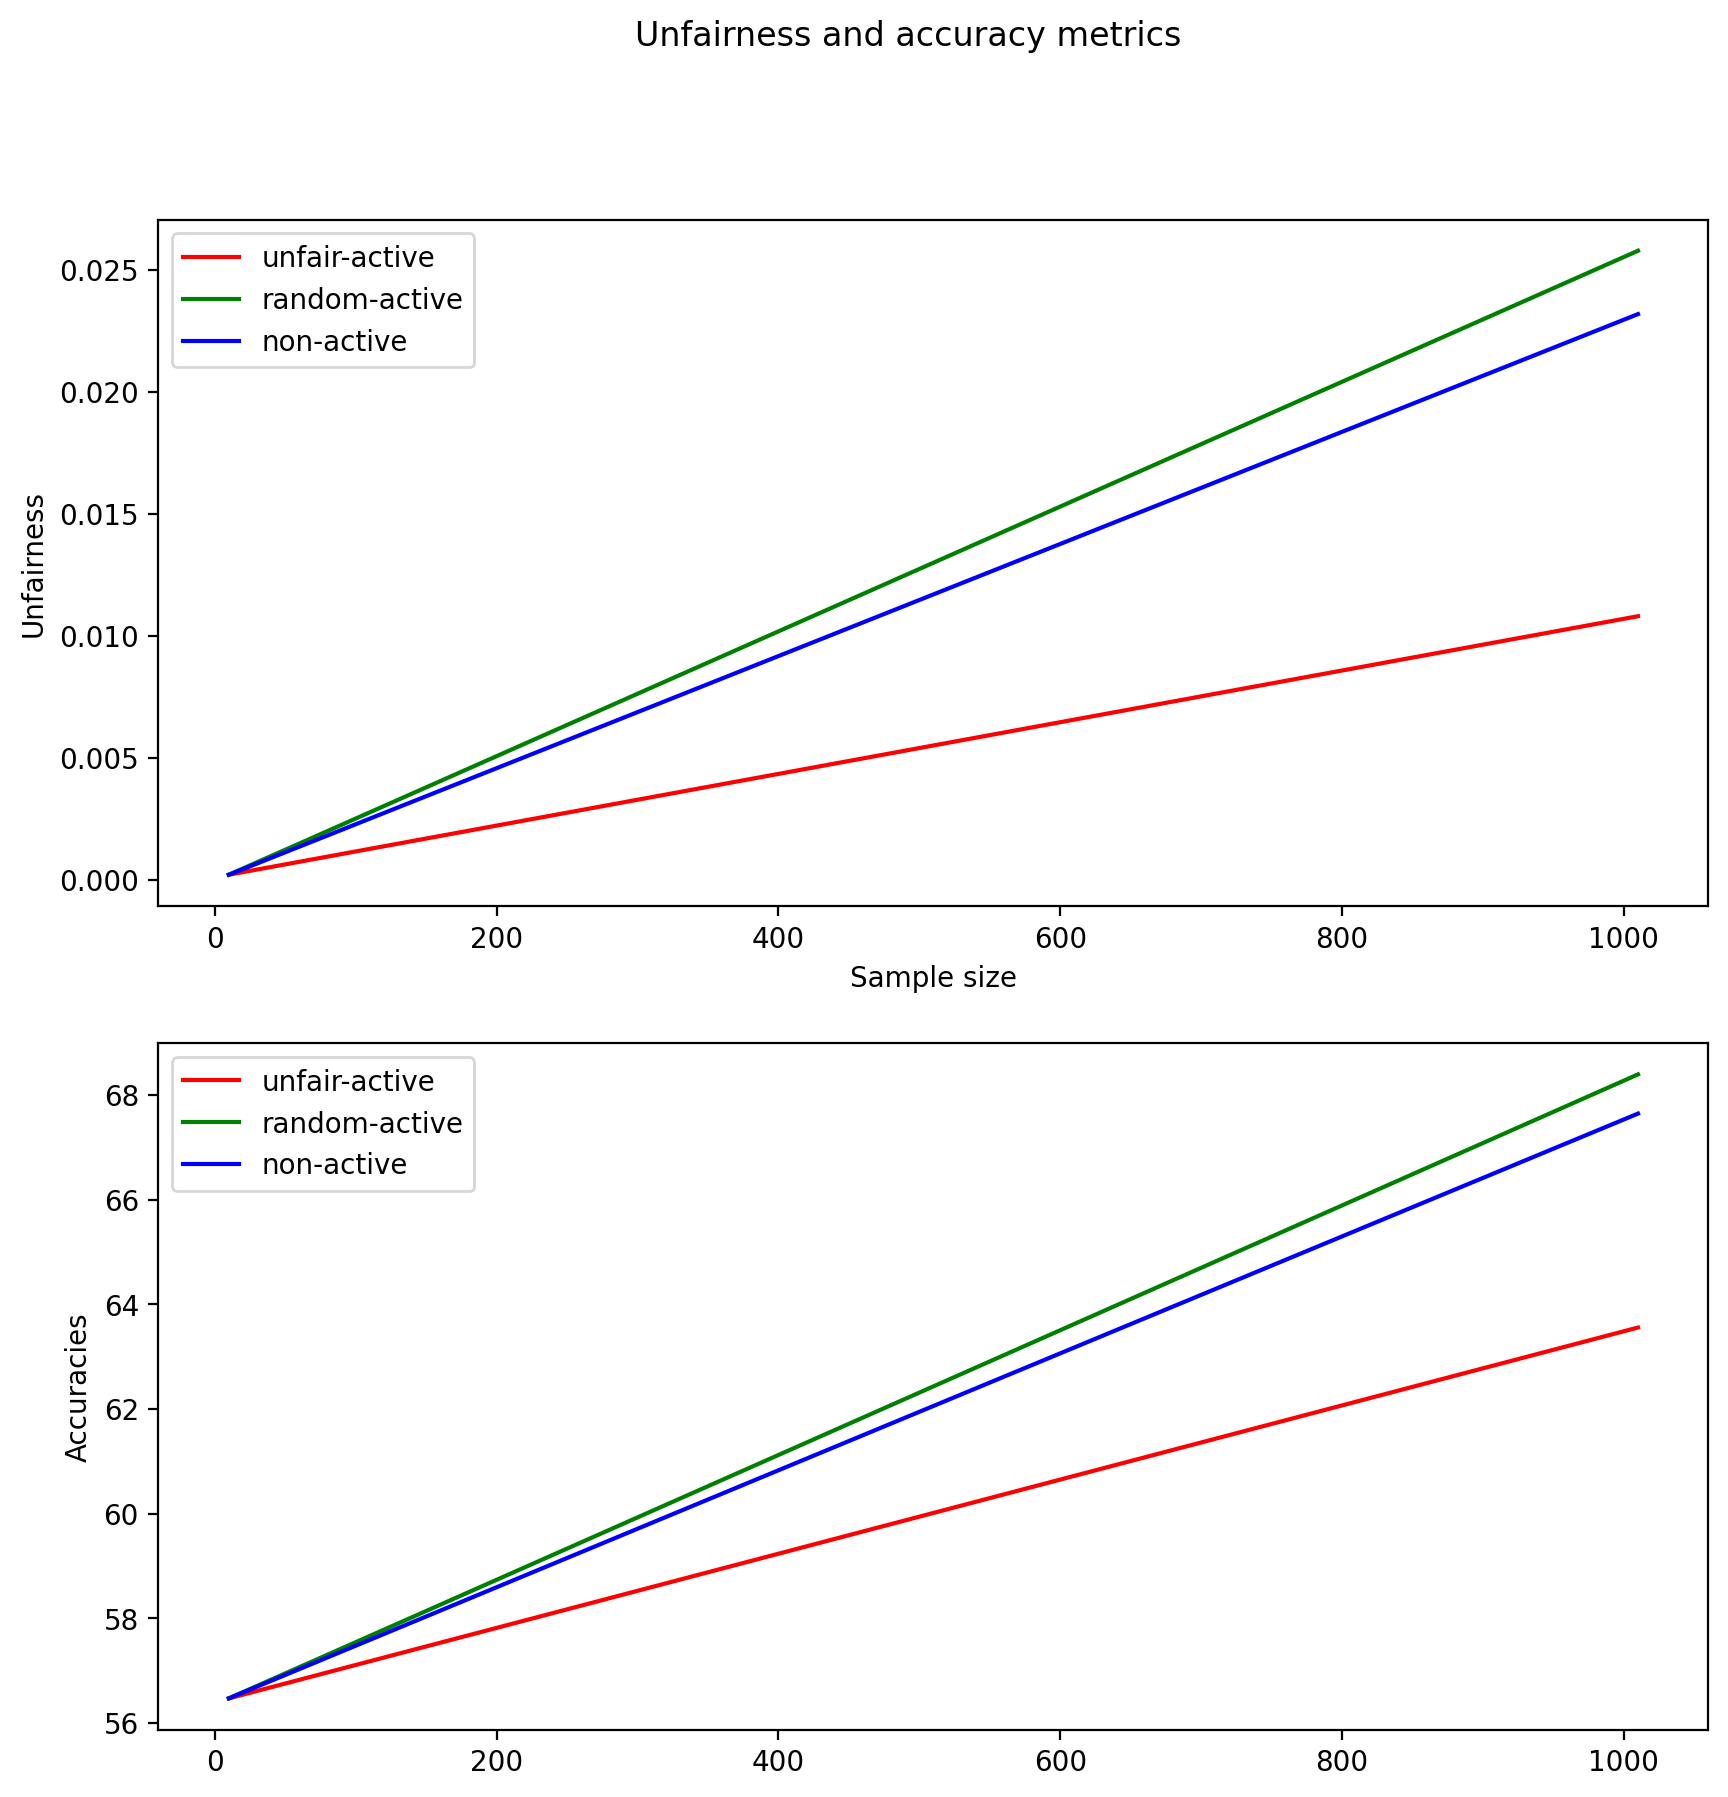 Unfairness and accuracy metrics
unfair-active
random-active
non-active
0.025
0.020
0.015
0.010
0.005
0.000
Unfairness
0 200 400 600 800 1000
Sample size
unfair-active
random-active
non-active
68
66
64
62
60
58
56
Accuracies
0 200 400 600 800 1000